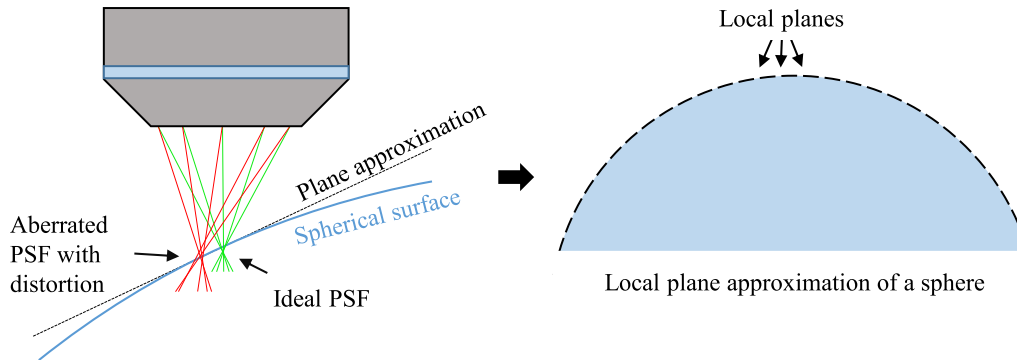 Plane approximation
Spherical surface
Aberrated
PSF with
distortion
Ideal PSF
Local planes
Local plane approximation of a sphere